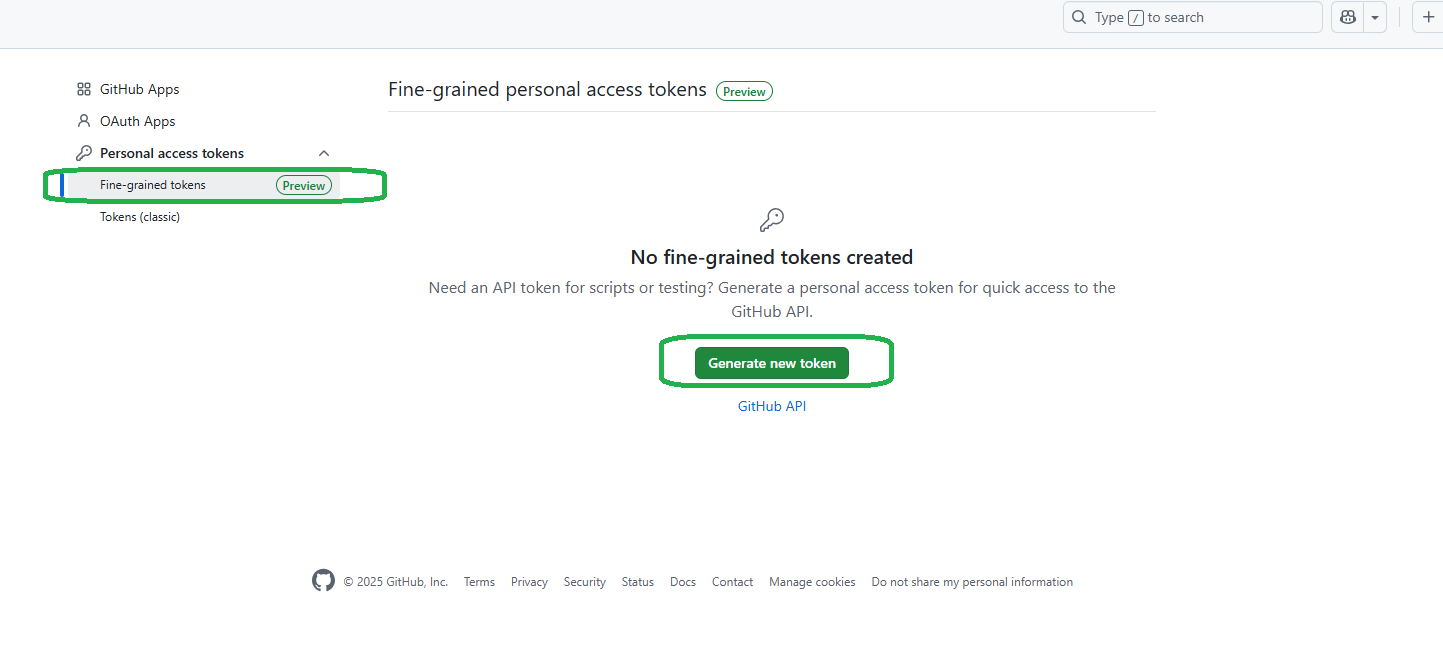 Type / to search
GitHub Apps
OAuth Apps
Personal access tokens
Fine-grained tokens Preview
Tokens (classic)
Fine-grained personal access tokens Preview
No fine-grained tokens created
Need an API token for scripts or testing? Generate a personal access token for quick access to the
GitHub API.
Generate new token
GitHub API
© 2025 GitHub, Inc. Terms Privacy Security Status Docs Contact Manage cookies Do not share my personal information